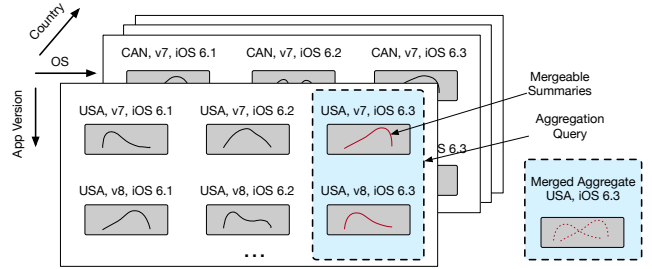 Country
OS
App Version
CAN, v7, iOS 6.1
CAN, v7, iOS 6.2
CAN, v7, iOS 6.3
USA, v7, iOS 6.1
USA, v7, iOS 6.2
USA, v7, iOS 6.3
Mergeable
Summaries
Aggregation
Query
OS 6.3
USA, v8, iOS 6.1
USA, v8, iOS 6.2
USA, v8, iOS 6.3
...
Merged Aggregate
USA, iOS 6.3